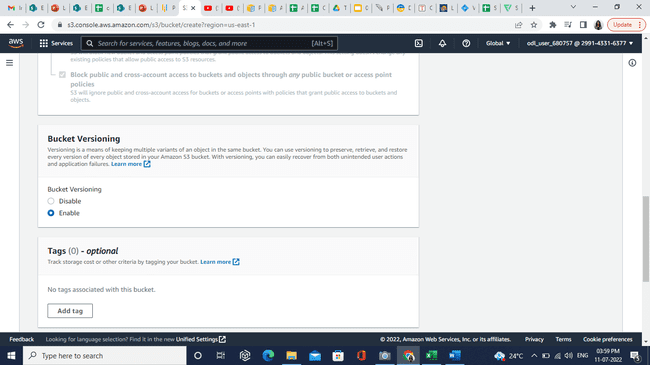 s3.console.aws.amazon.com/s3/bucket/create?region=us-east-1
Update
aws
Services
Search for services, features, blogs, docs, and more
[Alt+S]
Global
odl_user_680757 @ 2991-4331-6377
existing policies that allow public access to S3 resources.
Block public and cross-account access to buckets and objects through any public bucket or access point
policies
S3 will ignore public and cross-account access for buckets or access points with policies that grant public access to buckets and
objects.
Bucket Versioning
Versioning is a means of keeping multiple variants of an object in the same bucket. You can use versioning to preserve, retrieve, and restore
every version of every object stored in your Amazon S3 bucket. With versioning, you can easily recover from both unintended user actions
and application failures. Learn more
Bucket Versioning
Disable
Enable
Tags (0) - optional
Track storage cost or other criteria by tagging your bucket. Learn more
No tags associated with this bucket.
Add tag
Feedback
Looking for language selection? Find it in the new Unified Settings
© 2022, Amazon Web Services, Inc. or its affiliates.
Privacy
Terms
Cookie preferences
Type here to search
24°C
ENG
03:59 PM
11-07-2022